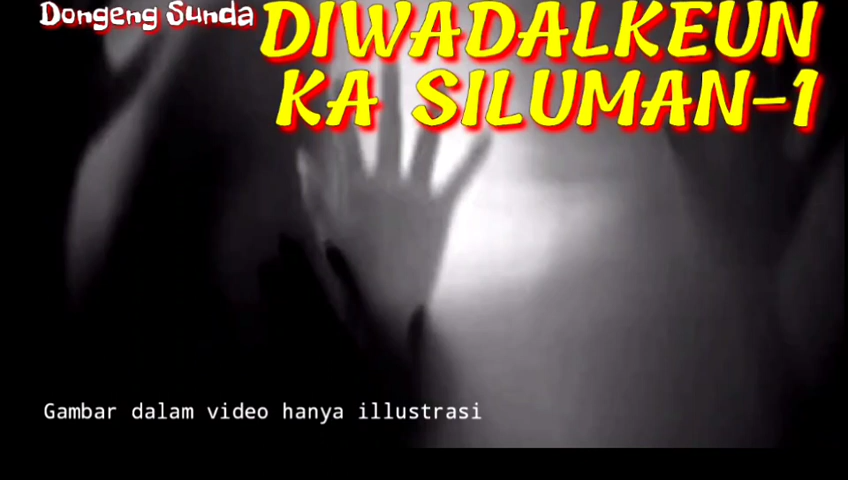 Dongeng Sunda
DIWADALKEUN
KA SILUMAN-1
Gambar dalam video hanya illustrasi